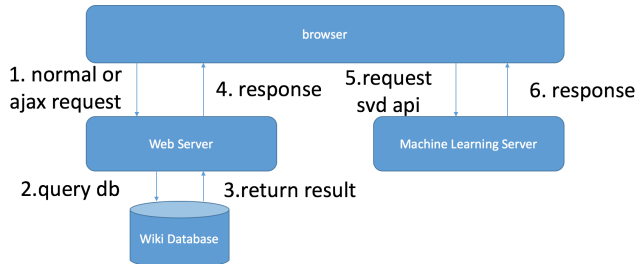 browser
1. normal or
ajax request
4. response
5.request
svd api
6. response
Web Server
Machine Learning Server
2.query db
3.return result
Wiki Database